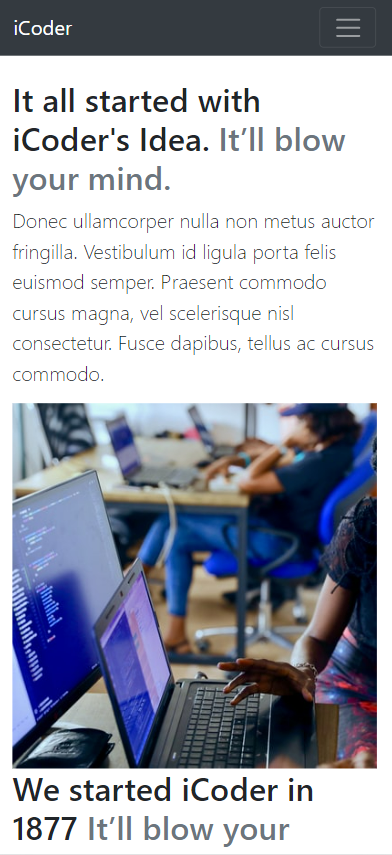 iCoder
It all started with
iCoder's Idea. It’ll blow
your mind.
Donec ullamcorper nulla non metus auctor
fringilla. Vestibulum id ligula porta felis
euismod semper. Praesent commodo
cursus magna, vel scelerisque nisl
consectetur. Fusce dapibus, tellus ac cursus
commodo.
We started iCoder in
1877 It’ll blow your